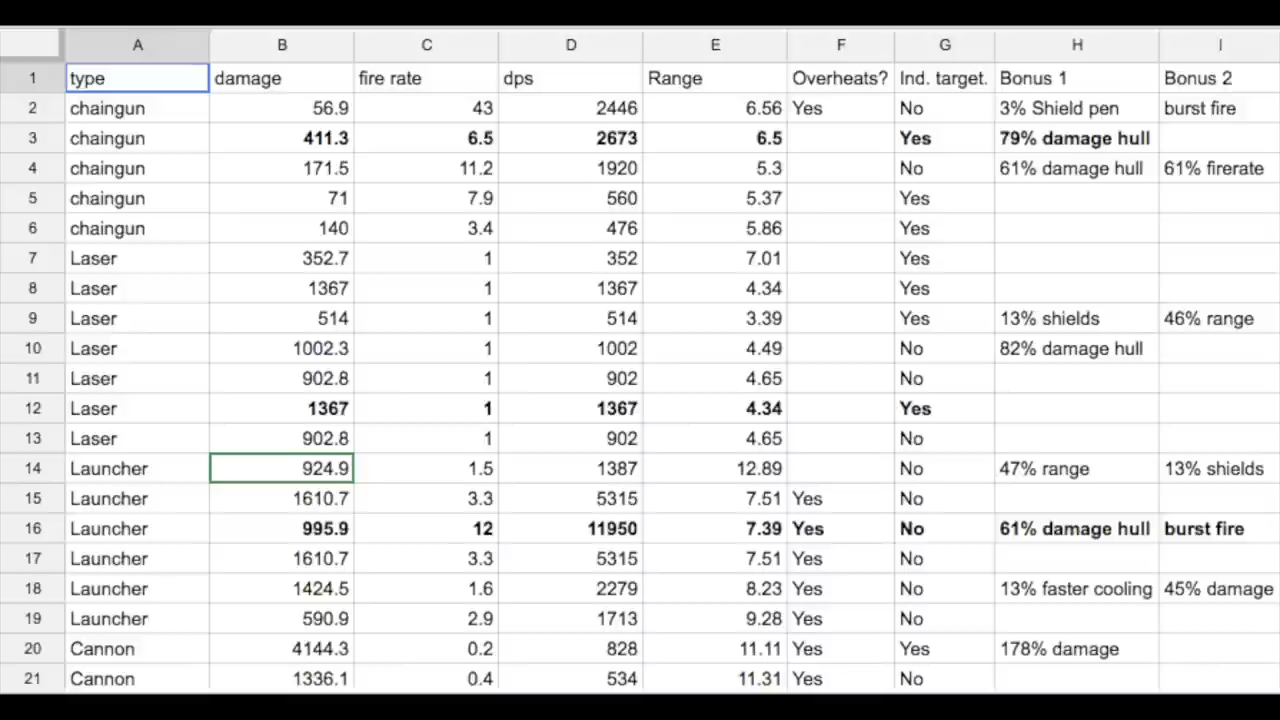 A B C D E F G H I
1 type damage fire rate dps Range Overheats? Ind. target. Bonus 1 Bonus 2
2 chaingun 56.9 43 2446 6.56 Yes No 3% Shield pen burst fire
3 chaingun 411.3 6.5 2673 6.5 Yes 79% damage hull
4 chaingun 171.5 11.2 1920 5.3 No 61% damage hull 61% firerate
5 chaingun 71 7.9 560 5.37 Yes
6 chaingun 140 3.4 476 5.86 Yes
7 Laser 352.7 1 352 7.01 Yes
8 Laser 1367 1 1367 4.34 Yes
9 Laser 514 1 514 3.39 Yes 13% shields 46% range
10 Laser 1002.3 1 1002 4.49 No 82% damage hull
11 Laser 902.8 1 902 4.65 No
12 Laser 1367 1 1367 4.34 Yes
13 Laser 902.8 1 902 4.65 No
14 Launcher 924.9 1.5 1387 12.89 No 47% range 13% shields
15 Launcher 1610.7 3.3 5315 7.51 Yes No
16 Launcher 995.9 12 11950 7.39 Yes No 61% damage hull burst fire
17 Launcher 1610.7 3.3 5315 7.51 Yes No
18 Launcher 1424.5 1.6 2279 8.23 Yes No 13% faster cooling 45% damage
19 Launcher 590.9 2.9 1713 9.28 Yes No
20 Cannon 4144.3 0.2 828 11.11 Yes Yes 178% damage
21 Cannon 1336.1 0.4 534 11.31 Yes No